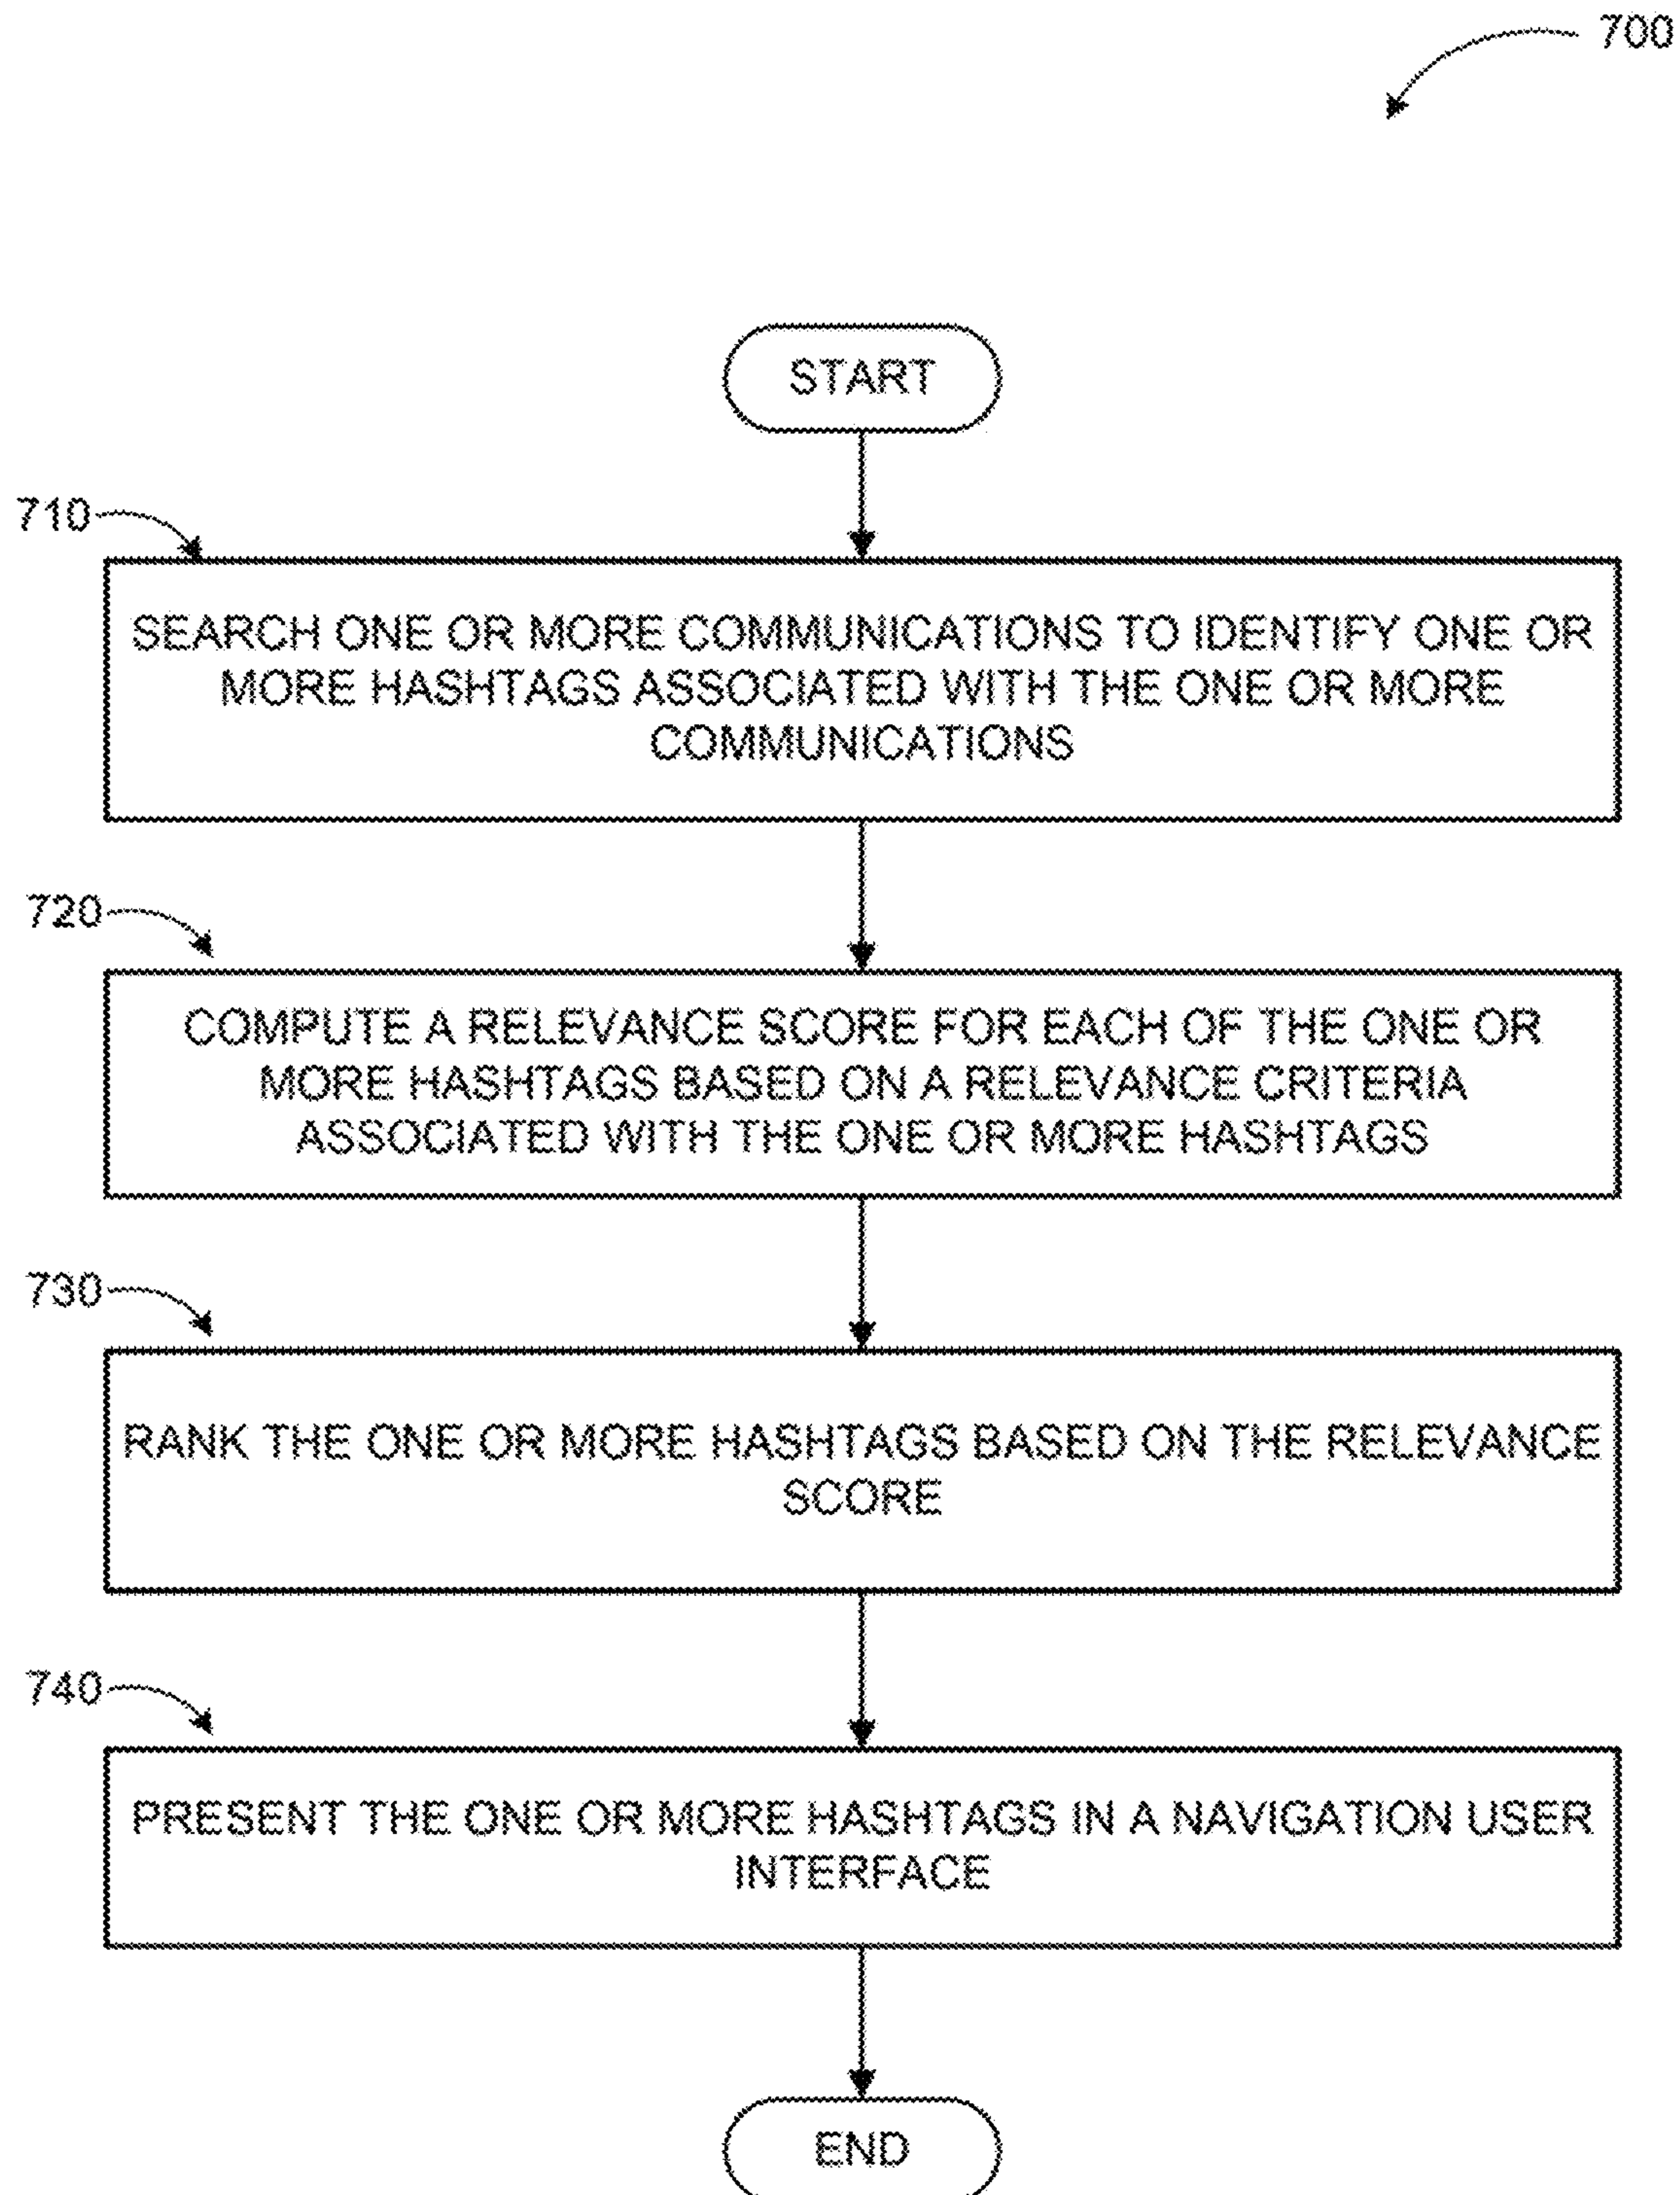 700
START
710
SEARCH ONE OR MORE COMMUNICATIONS TO IDENTIFY ONE OR
MORE HASHTAGS ASSOCIATED WITH THE ONE OR MORE
COMMUNICATIONS
720
COMPUTE A RELEVANCE SCORE FOR EACH OF THE ONE OR
MORE HASHTAGS BASED ON A RELEVANCE CRITERIA
ASSOCIATED WITH THE ONE OR MORE HASHTAGS
730
RANK THE ONE OR MORE HASHTAGS BASED ON THE RELEVANCE
SCORE
740
PRESENT THE ONE OR MORE HASHTAGS IN A NAVIGATION USER
INTERFACE
END